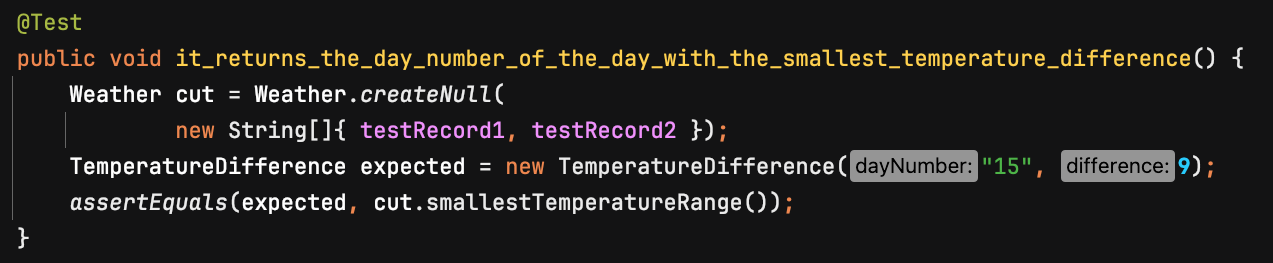 @Test
public void it_returns_the_day_number_of_the_day_with_the_smallest_temperature_difference() {
Weather cut = Weather.createNull(
new String[]{ testRecord1, testRecord2 });
TemperatureDifference expected = new TemperatureDifference( dayNumber: "15", difference: 9);
assertEquals(expected, cut.smallestTemperatureRange());
}